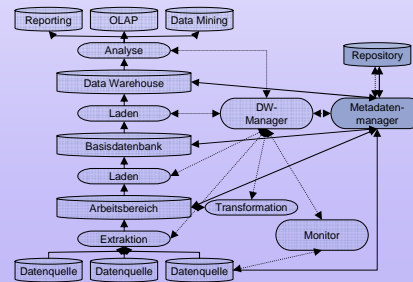 Reporting OLAP Data Mining
Analyse
Repository
Data Warehouse
Laden
DW-
Manager
Metadaten-
manager
Basisdatenbank
Laden
Arbeitsbereich
Transformation
Extraktion
Monitor
Datenquelle Datenquelle Datenquelle